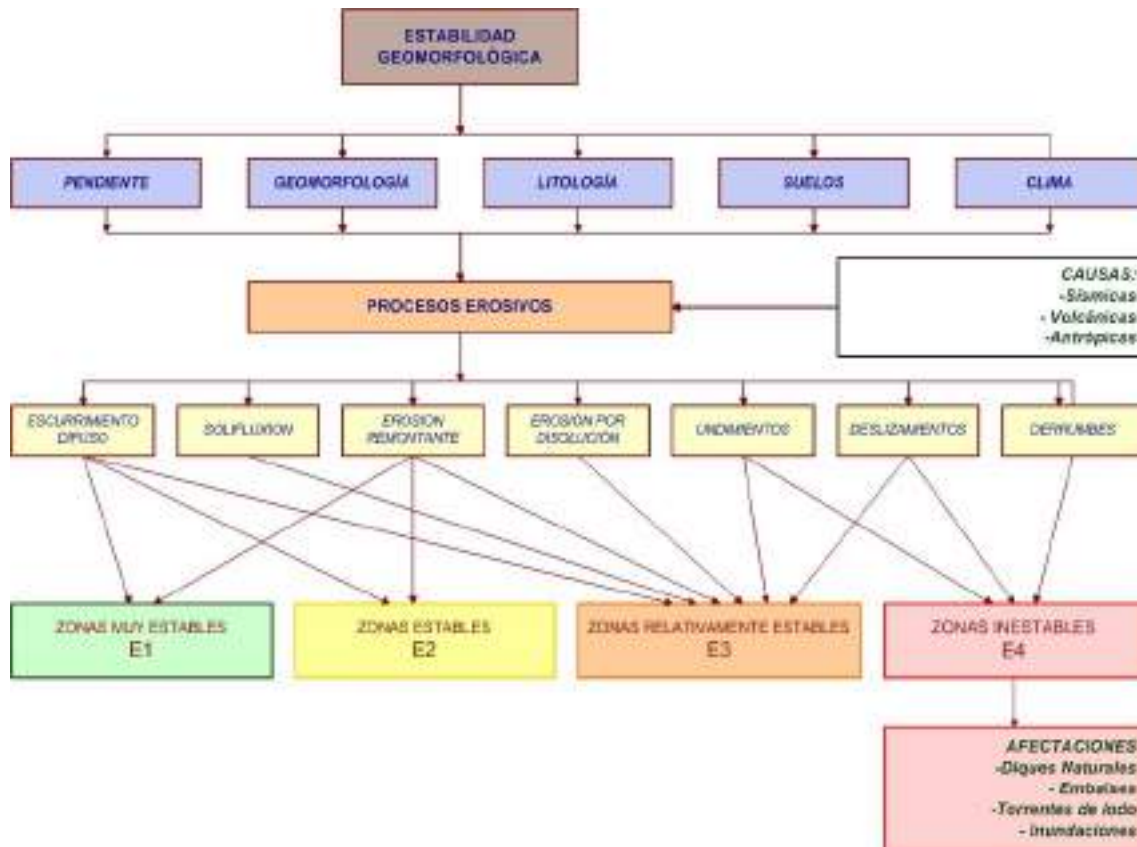 ESTABILIDAD
GEOMORFOLÓGICA
PENDIENTE
GEOMORFOLOGÍA
LITOLOGÍA
SUELOS
CLIMA
PROCESOS EROSIVOS
CAUSAS:
-Sísmicas
- Volcánicas
-Antrópicas
ESCURRIMIENTO
DIFUSO
SOLIFLUXION
EROSION
REMONTANTE
EROSIÓN POR
DISOLUCIÓN
UNDIMIENTOS
DESLIZAMIENTOS
DERRUMBES
ZONAS MUY ESTABLES
E1
ZONAS ESTABLES
E2
ZONAS RELATIVAMENTE ESTABLES
E3
ZONAS INESTABLES
E4
AFECTACIONES
-Diques Naturales
- Embalses
-Torrentes de lodo
- Inundaciones